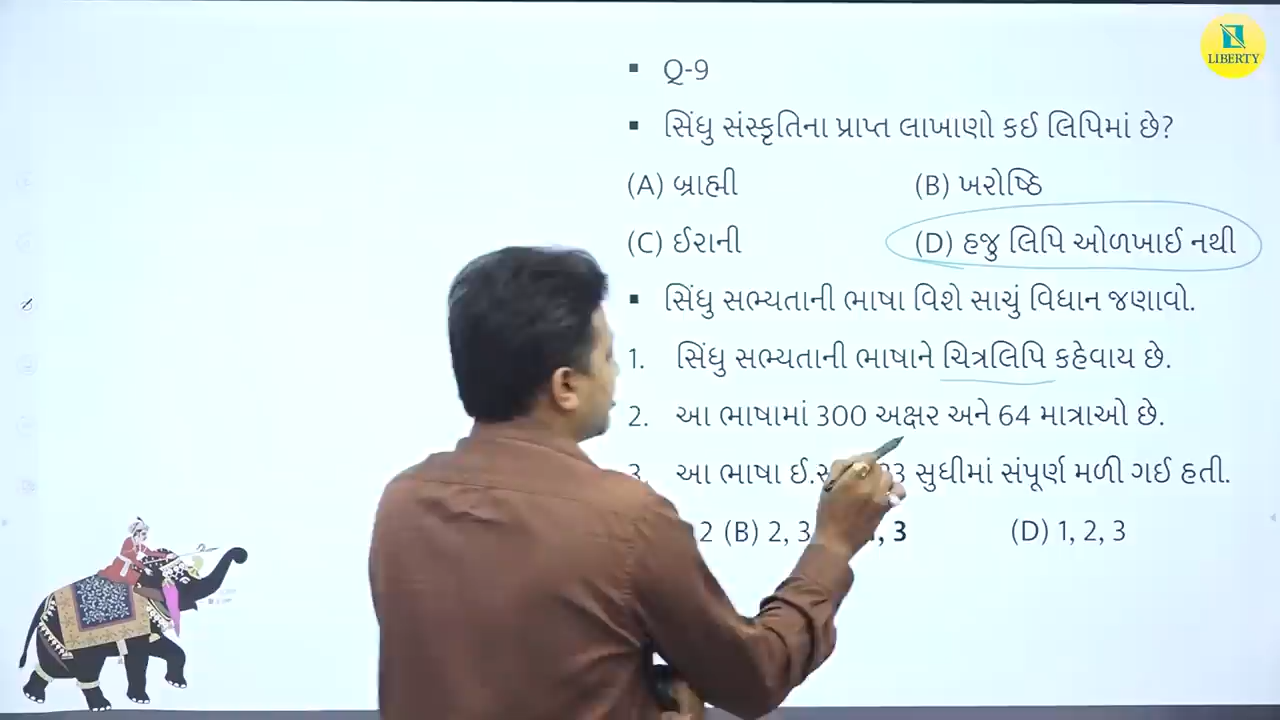 LIBERTY
Q-9
સિંધુ સંસ્કૃતિના પ્રાપ્ત લાખાણો કઈ લિપિમાં છે?
(A) બ્રાહ્મી (B) ખરોષ્ઠિ
(C) ઈરાની (D) હજુ લિપિ ઓળખાઈ નથી
સિંધુ સભ્યતાની ભાષા વિશે સાચું વિધાન જણાવો.
1. સિંધુ સભ્યતાની ભાષાને ચિત્રલિપિ કહેવાય છે.
2. આ ભાષામાં 300 અક્ષર અને 64 માત્રાઓ છે.
3. આ ભાષા સુધીમાં સંપૂર્ણ મળી ગઈ હતી.
2 (B) 2, 3 , 3 (D) 1, 2, 3